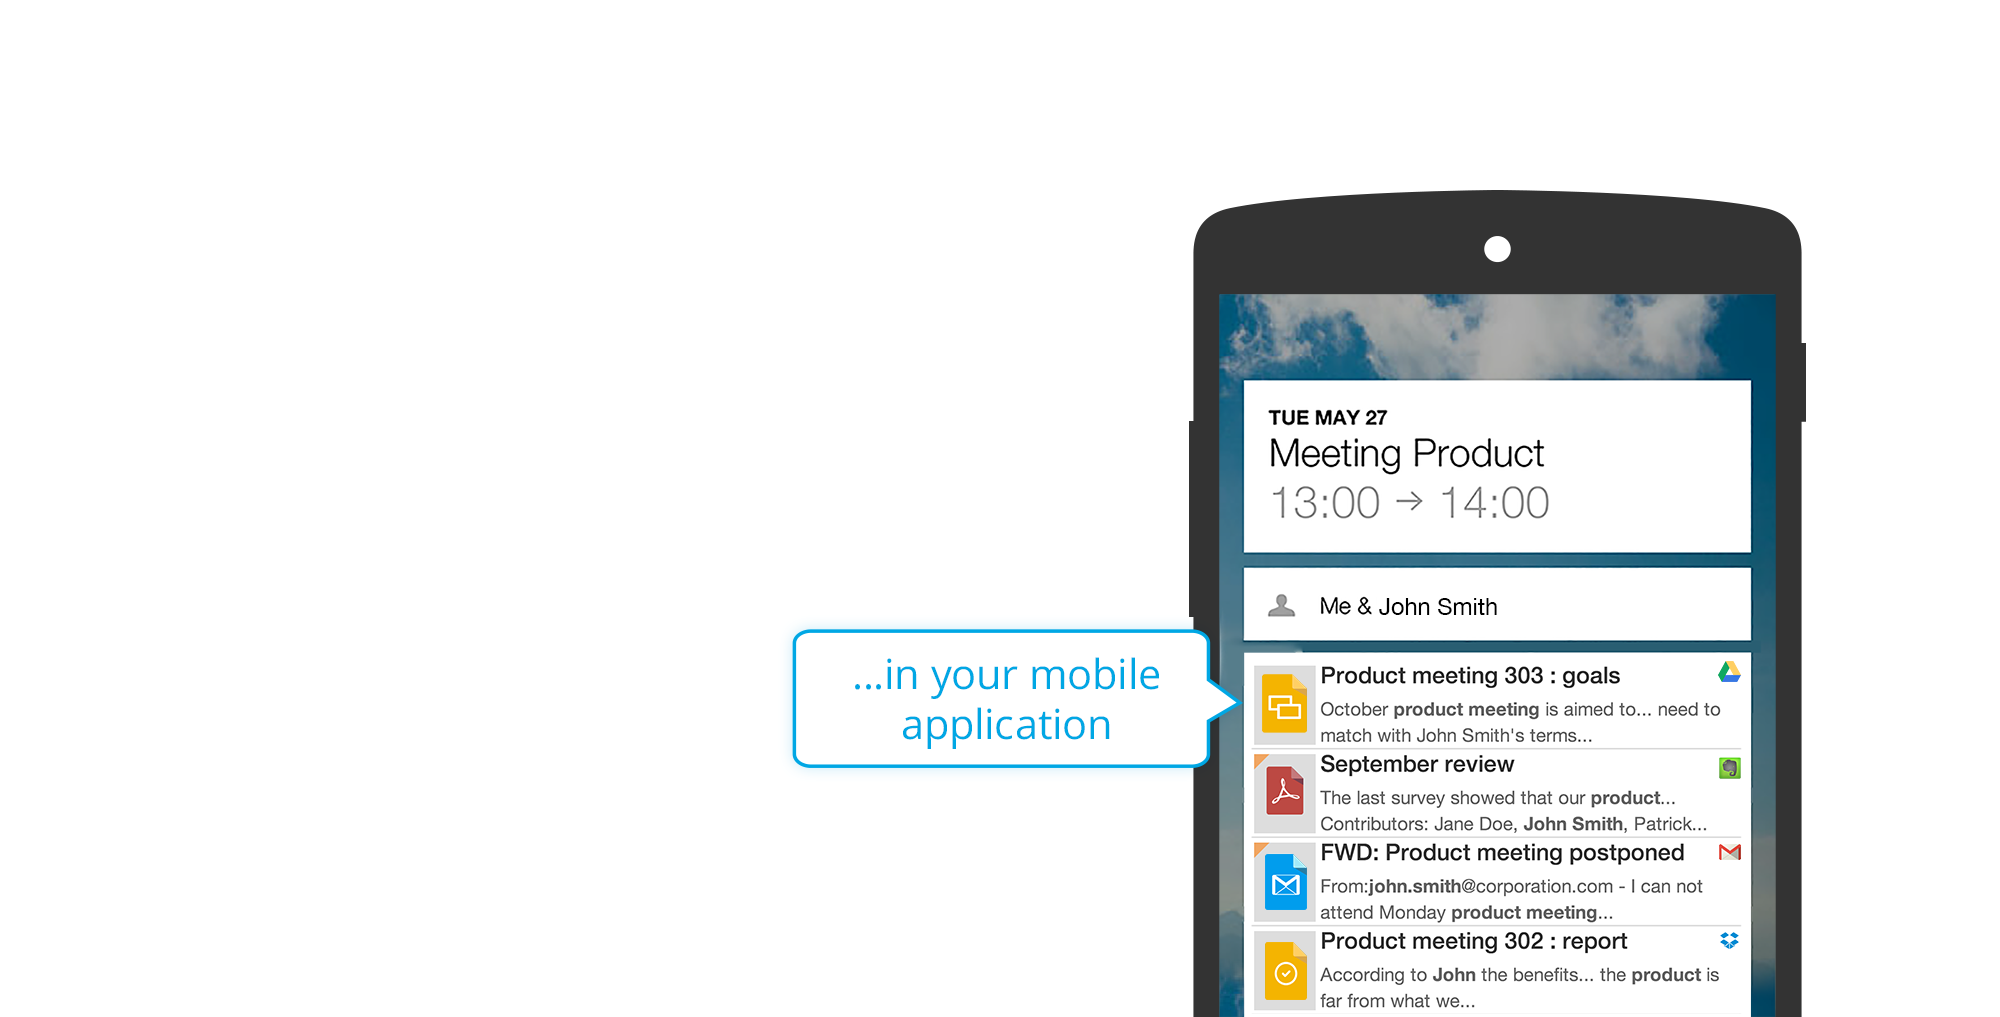 TUE MAY 27
Meeting Product
13:00 → 14:00
Me & John Smith
...in your mobile
application
Product meeting 303 : goals
October product meeting is aimed to... need to
match with John Smith's terms...
September review
The last survey showed that our product...
Contributors: Jane Doe, John Smith, Patrick...
FWD: Product meeting postponed
From:john.smith@corporation.com - I can not
attend Monday product meeting...
Product meeting 302 : report
According to John the benefits... the product is
far from what we...